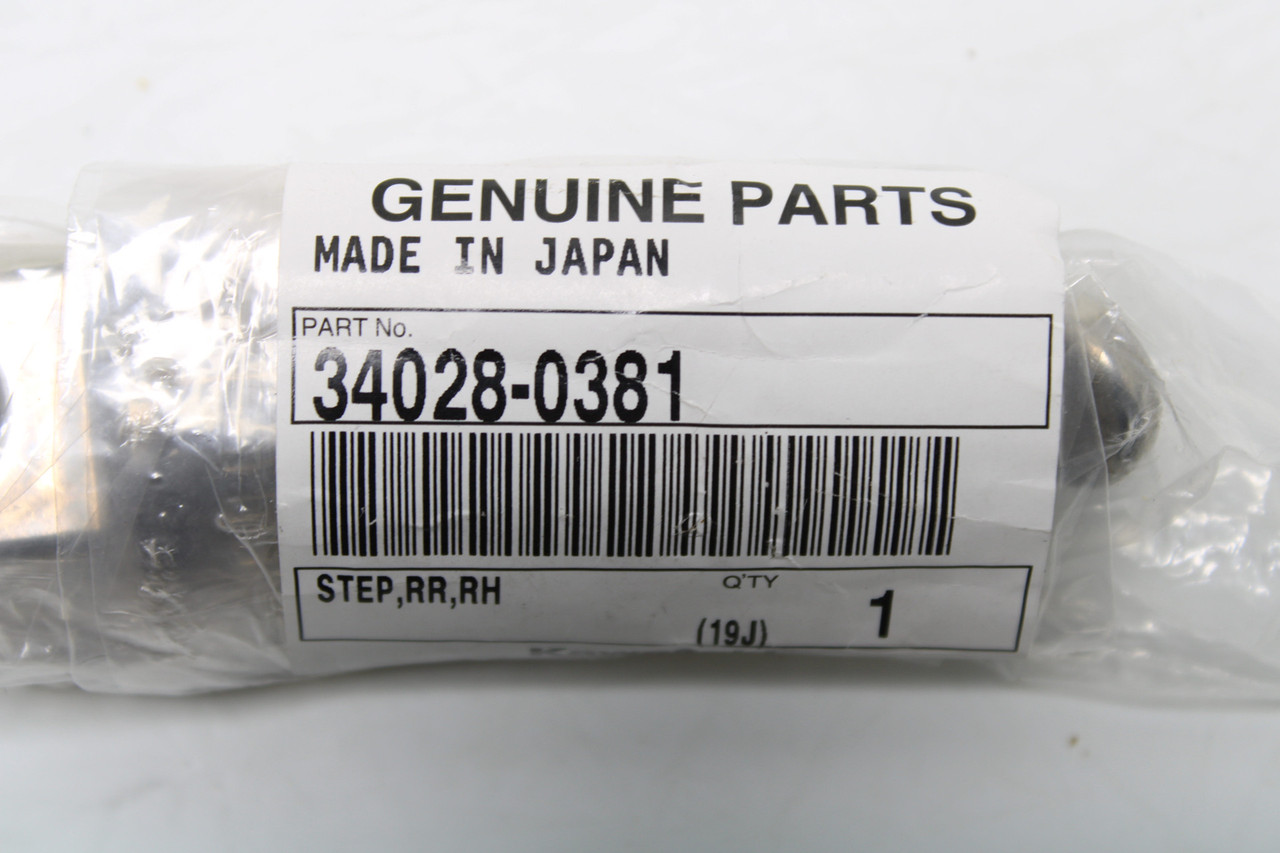 GENUINE PARTS
MADE IN JAPAN
PART No.
34028-0381
STEP,RR,RH
Q'TY
(19J)
1